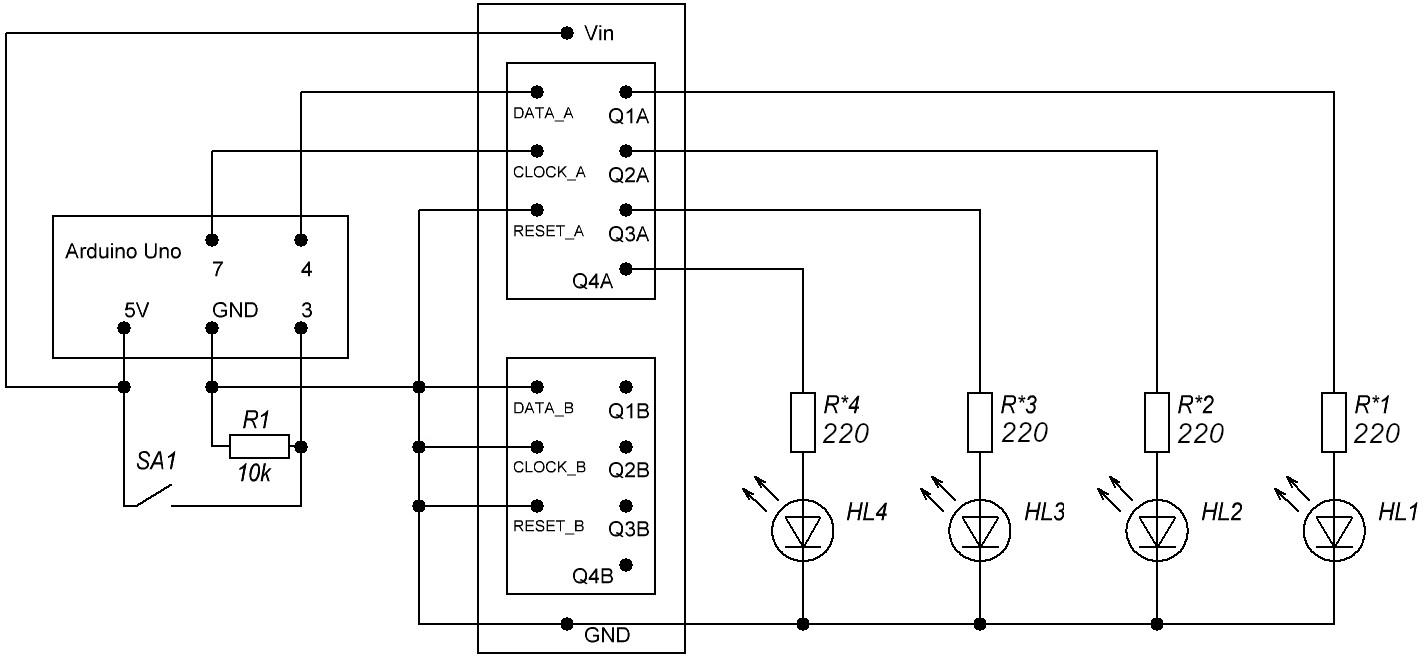 Vin
DATA_A
Q1A
CLOCK_A
Q2A
RESET_A
Q3A
Q4A
Arduino Uno
7
4
5V
GND
3
R1
10k
SA1
DATA_B
Q1B
CLOCK_B
Q2B
RESET_B
Q3B
Q4B
GND
R*4
220
HL4
R*3
220
HL3
R*2
220
HL2
R*1
220
HL1